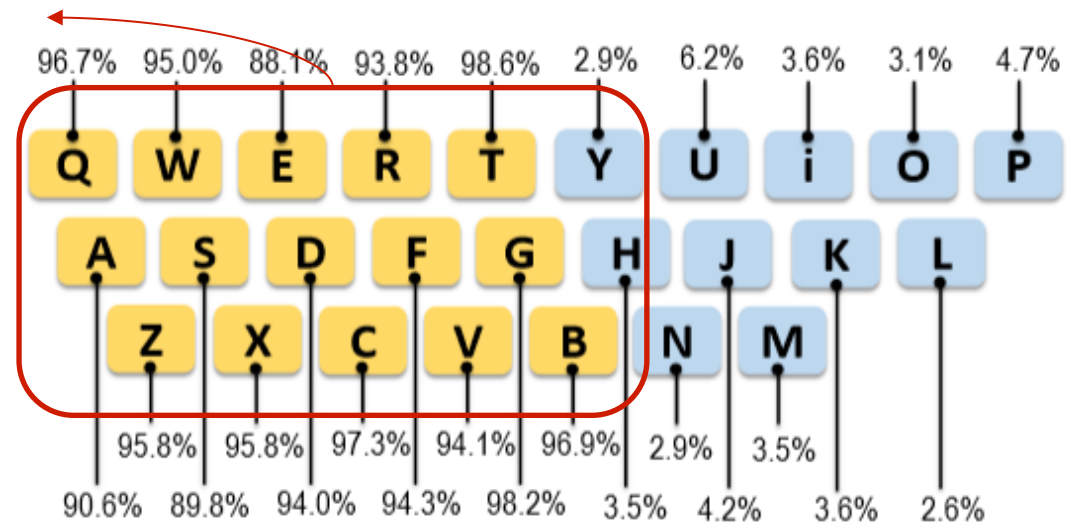 96.7% 95.0% 88.1% 93.8% 98.6% 2.9% 6.2% 3.6% 3.1% 4.7%
Q W E R T Y U i O P
A S D F G H J K L
Z X C V B N M
95.8% 95.8% 97.3% 94.1% 96.9% 2.9% 3.5%
90.6% 89.8% 94.0% 94.3% 98.2% 3.5% 4.2% 3.6% 2.6%